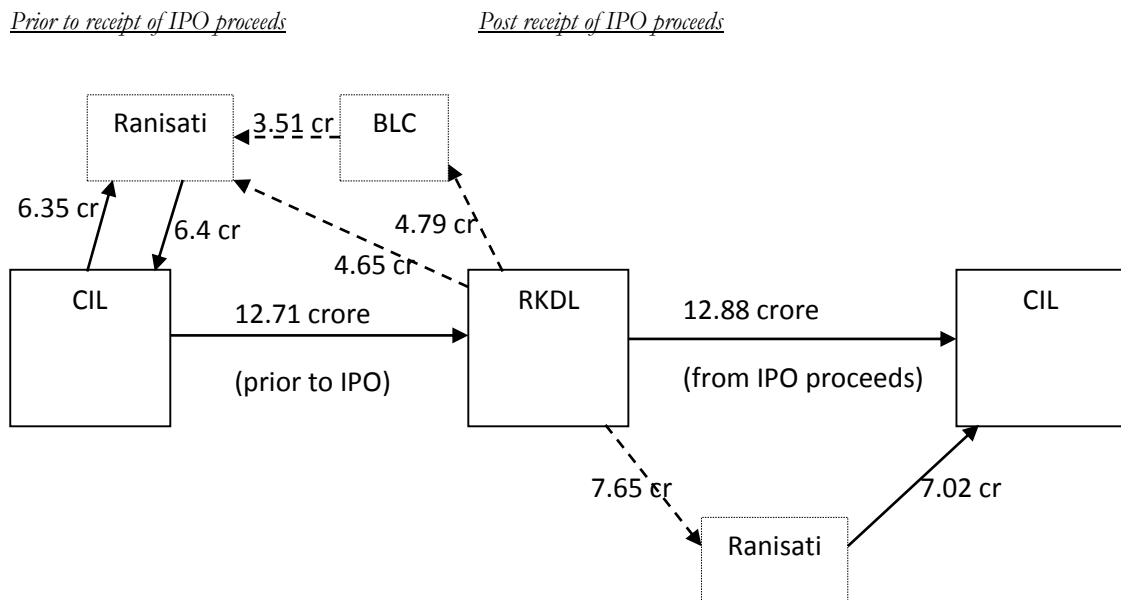 Prior to receipt of IPO proceeds
Post receipt of IPO proceeds
Ranisati
3.51 cr
BLC
6.35 cr
6.4 cr
4.79 cr
4.65 cr
CIL
12.71 crore
(prior to IPO)
RKDL
12.88 crore
(from IPO proceeds)
CIL
7.65 cr
7.02 cr
Ranisati